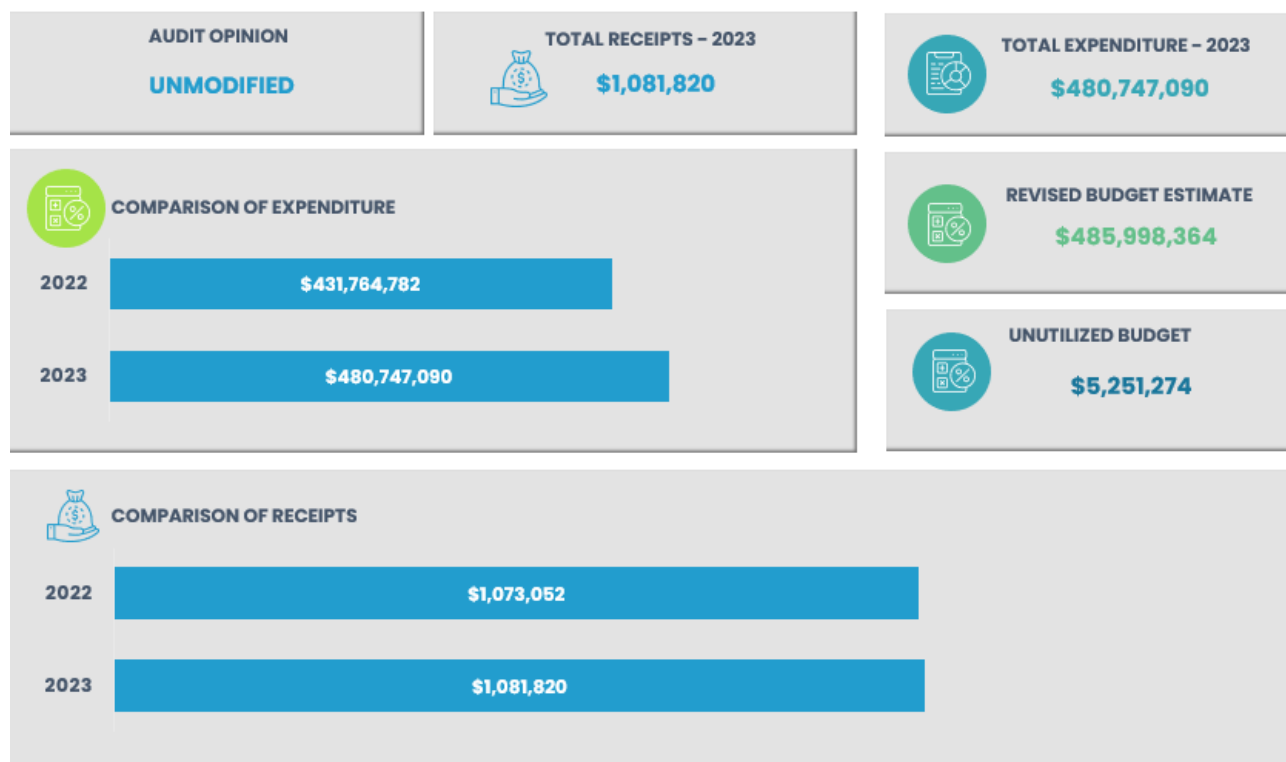 AUDIT OPINION
UNMODIFIED
TOTAL RECEIPTS – 2023
$1,081,820
TOTAL EXPENDITURE – 2023
$480,747,090
COMPARISON OF EXPENDITURE
2022
$431,764,782
2023
$480,747,090
REVISED BUDGET ESTIMATE
$485,998,364
UNUTILIZED BUDGET
$5,251,274
COMPARISON OF RECEIPTS
2022
$1,073,052
2023
$1,081,820